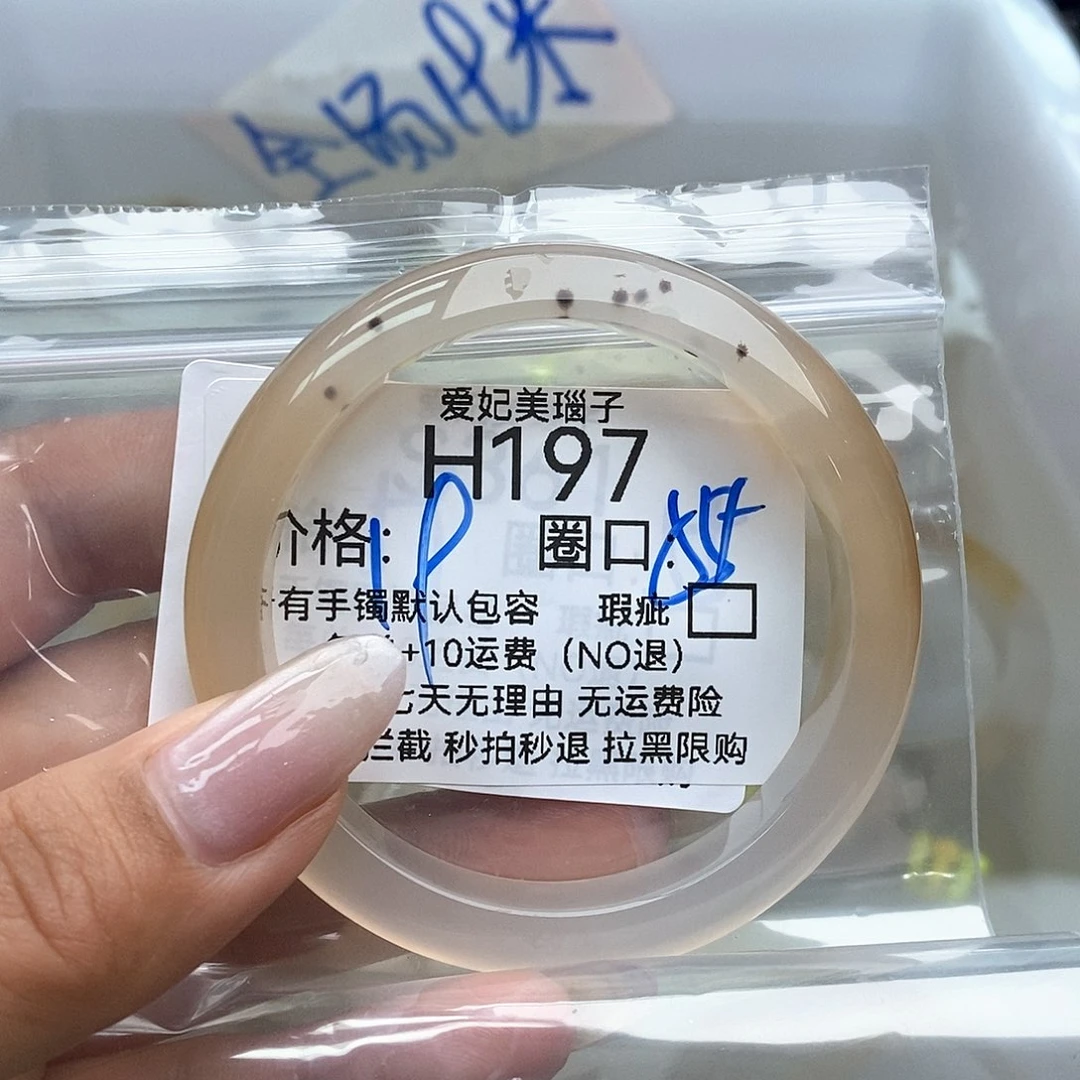 全场
爱妃美瑙子
H197
价格: 圈口:
有手镯默认包容 瑕疵
+10运费 (NO退)
七天无理由 无运费险
拦截 秒拍秒退 拉黑限购